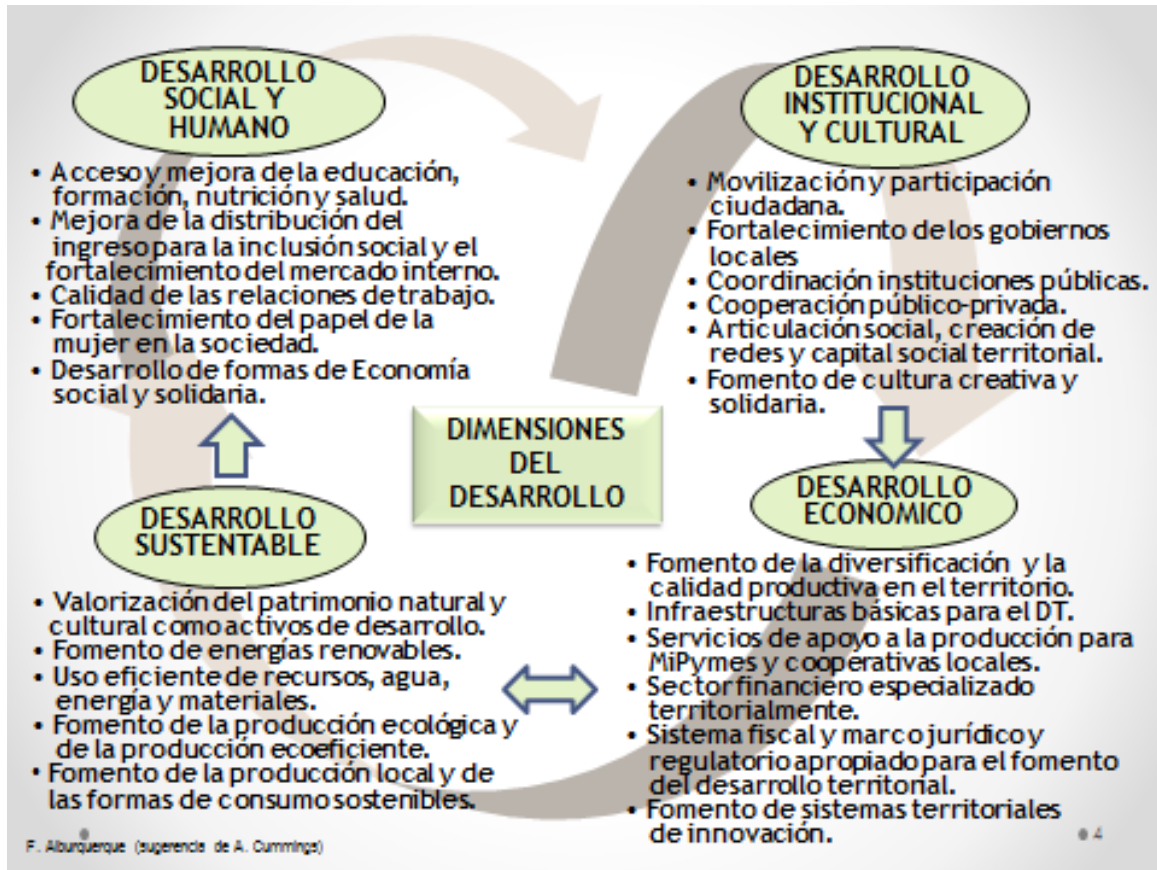 DESARROLLO
SOCIAL Y
HUMANO
• Acceso y mejora de la educación,
formación, nutrición y salud.
• Mejora de la distribución del
ingreso para la inclusión social y el
fortalecimiento del mercado interno.
• Calidad de las relaciones de trabajo.
• Fortalecimiento del papel de la
mujer en la sociedad.
• Desarrollo de formas de Economía
social y solidaria.
DESARROLLO
INSTITUCIONAL
Y CULTURAL
• Movilización y participación
ciudadana.
• Fortalecimiento de los gobiernos
locales
• Coordinación instituciones públicas.
• Cooperación público-privada.
• Articulación social, creación de
redes y capital social territorial.
• Fomento de cultura creativa y
solidaria.
DIMENSIONES
DEL
DESARROLLO
DESARROLLO
SUSTENTABLE
• Valorización del patrimonio natural y
cultural como activos de desarrollo.
• Fomento de energías renovables.
• Uso eficiente de recursos, agua,
energía y materiales.
• Fomento de la producción ecológica y
de la producción ecoeficiente.
• Fomento de la producción local y de
las formas de consumo sostenibles.
DESARROLLO
ECONÓMICO
• Fomento de la diversificación y la
calidad productiva en el territorio.
• Infraestructuras básicas para el DT.
• Servicios de apoyo a la producción para
MiPymes y cooperativas locales.
• Sector financiero especializado
territorialmente.
• Sistema fiscal y marco jurídico y
regulatorio apropiado para el fomento
del desarrollo territorial.
• Fomento de sistemas territoriales
de innovación.
F. Alburquerque (sugerencia de A. Cummings)
4